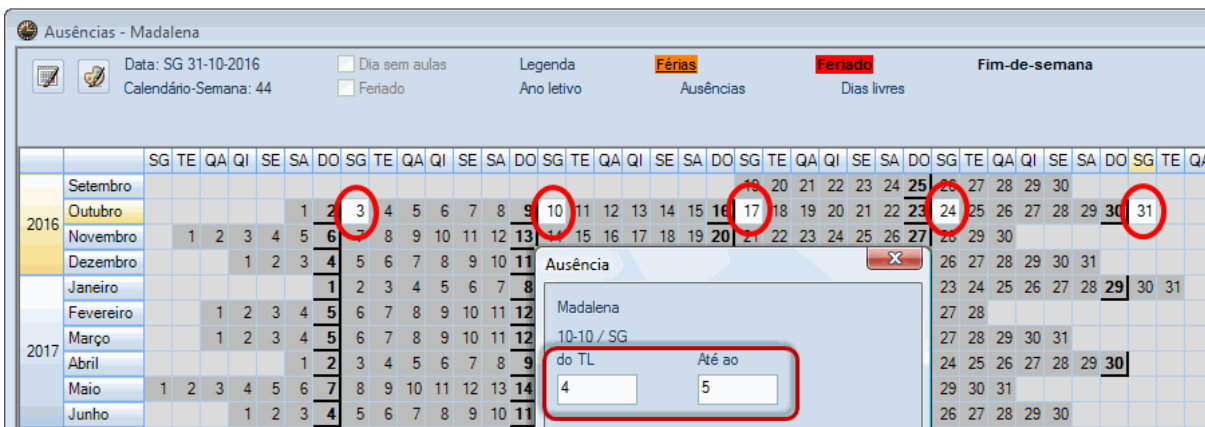 Ausências - Madalena
Data: SG 31-10-2016 Dia sem aulas Legenda Férias Feriado Fim-de-semana
Calendário-Semana: 44 Feriado Ano letivo Ausências Dias livres
SG TE QA QI SE SA DO SG TE QA QI SE SA DO SG TE QA QI SE SA DO SG TE QA QI SE SA DO SG TE QA QI SE SA DO SG TE QA
Setembro 19 20 21 22 23 24 25 26 27 28 29 30
2016 Outubro 1 2 3 4 5 6 7 8 9 10 11 12 13 14 15 16 17 18 19 20 21 22 23 24 25 26 27 28 29 30 31
Novembro 1 2 3 4 5 6 7 8 9 10 11 12 13 14 15 16 17 18 19 20 21 22 23 24 25 26 27 28 29 30
Dezembro 1 2 3 4 5 6 7 8 9 10 11 26 27 28 29 30 31
Janeiro 1 2 3 4 5 6 7 8 23 24 25 26 27 28 29 30 31
Fevereiro 1 2 3 4 5 6 7 8 9 10 11 12 27 28
2017 Março 1 2 3 4 5 6 7 8 9 10 11 12 27 28 29 30 31
Abril 1 2 3 4 5 6 7 8 9 24 25 26 27 28 29 30
Maio 1 2 3 4 5 6 7 8 9 10 11 12 13 14 29 30 31
Junho 1 2 3 4 5 6 7 8 9 10 11 26 27 28 29 30
Ausência
Madalena
10-10 / SG
do TL Até ao
4 5